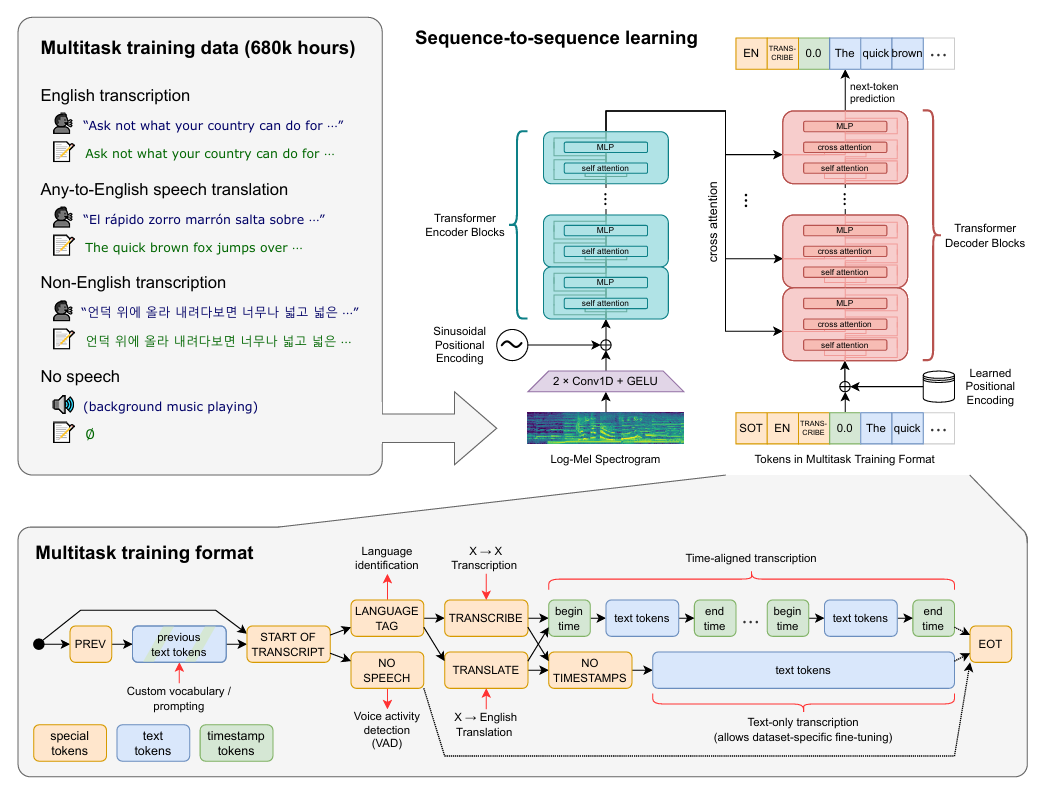 Multitask training data (680k hours)
English transcription
“Ask not what your country can do for ⋯”
Ask not what your country can do for ⋯
Any-to-English speech translation
“El rápido zorro marrón salta sobre ⋯”
The quick brown fox jumps over ⋯
Non-English transcription
“언덕 위에 올라 내려다보면 너무나 넓고 넓은 ⋯”
언덕 위에 올라 내려다보면 너무나 넓고 넓은 ⋯
No speech
(background music playing)
Ø
Sequence-to-sequence learning
EN TRANS-CRIBE 0.0 The quick brown ⋯
next-token
prediction
MLP
self attention
⋯
MLP
self attention
MLP
self attention
Transformer
Encoder Blocks
Sinusoidal
Positional
Encoding
2 × Conv1D + GELU
Log-Mel Spectrogram
cross attention
⋯
MLP
cross attention
self attention
⋯
MLP
cross attention
self attention
MLP
cross attention
self attention
Transformer
Decoder Blocks
Learned
Positional
Encoding
SOT EN TRANS-CRIBE 0.0 The quick ⋯
Tokens in Multitask Training Format
Multitask training format
PREV
previous
text tokens
Custom vocabulary /
prompting
START OF
TRANSCRIPT
Language
identification
LANGUAGE
TAG
NO
SPEECH
Voice activity
detection
(VAD)
X → X
Transcription
TRANSCRIBE
TRANSLATE
X → English
Translation
Time-aligned transcription
begin
time
text tokens
end
time
⋯
begin
time
text tokens
end
time
NO
TIMESTAMPS
text tokens
Text-only transcription
(allows dataset-specific fine-tuning)
EOT
special
tokens
text
tokens
timestamp
tokens